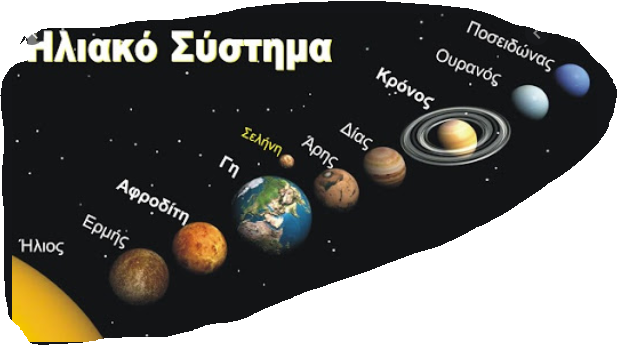 Ηλιακό Σύστημα
Ποσειδώνας
Ουρανός
Κρόνος
Δίας
Άρης
Σελήνη
Γη
Αφροδίτη
Ερμής
Ήλιος